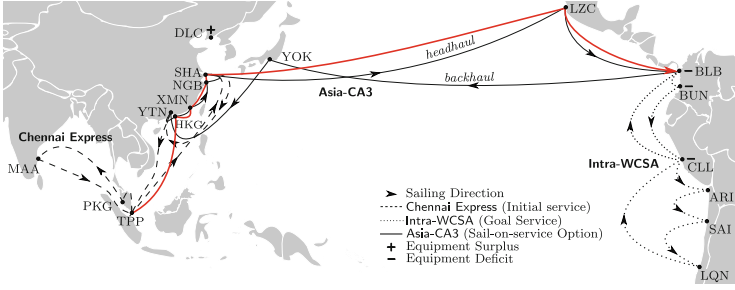 LZC
DLC
+
YOK
headhaul
SHA
BLB
NGB
backhaul
Asia-CA3
BUN
XMN
YTN
HKG
Chennai Express
Intra-WCSA
CLL
MAA
Sailing Direction
ARI
PKG
Chennai Express (Initial service)
TPP
Intra-WCSA (Goal Service)
SAI
Asia-CA3 (Sail-on-service Option)
+ Equipment Surplus
− Equipment Deficit
LQN